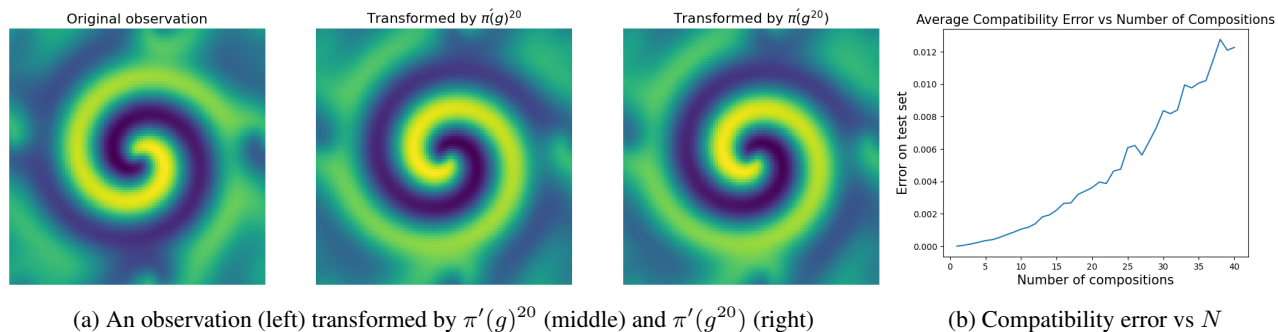 Original observation
Transformed by π́(g)²⁰
Transformed by π́(g²⁰)
Average Compatibility Error vs Number of Compositions
Error on test set
0.012
0.010
0.008
0.006
0.004
0.002
0.000
0 5 10 15 20 25 30 35 40
Number of compositions
(a) An observation (left) transformed by π′(g)²⁰ (middle) and π′(g²⁰) (right)
(b) Compatibility error vs N